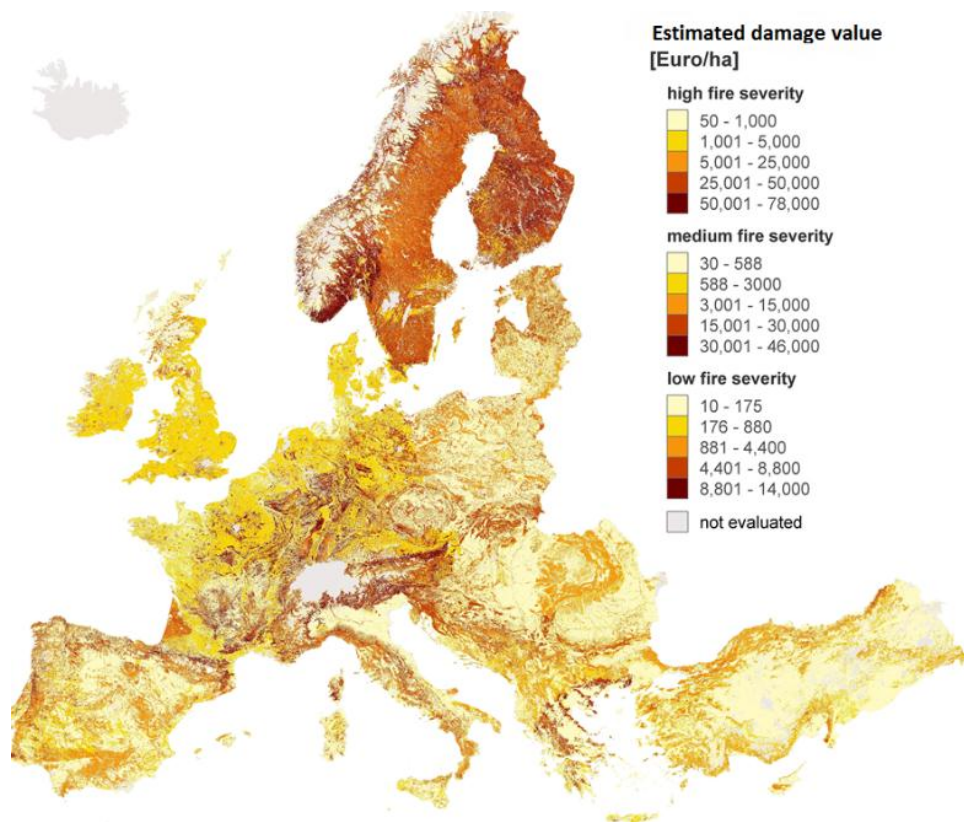 Estimated damage value
[Euro/ha]
high fire severity
50 - 1,000
1,001 - 5,000
5,001 - 25,000
25,001 - 50,000
50,001 - 78,000
medium fire severity
30 - 588
588 - 3000
3,001 - 15,000
15,001 - 30,000
30,001 - 46,000
low fire severity
10 - 175
176 - 880
881 - 4,400
4,401 - 8,800
8,801 - 14,000
not evaluated